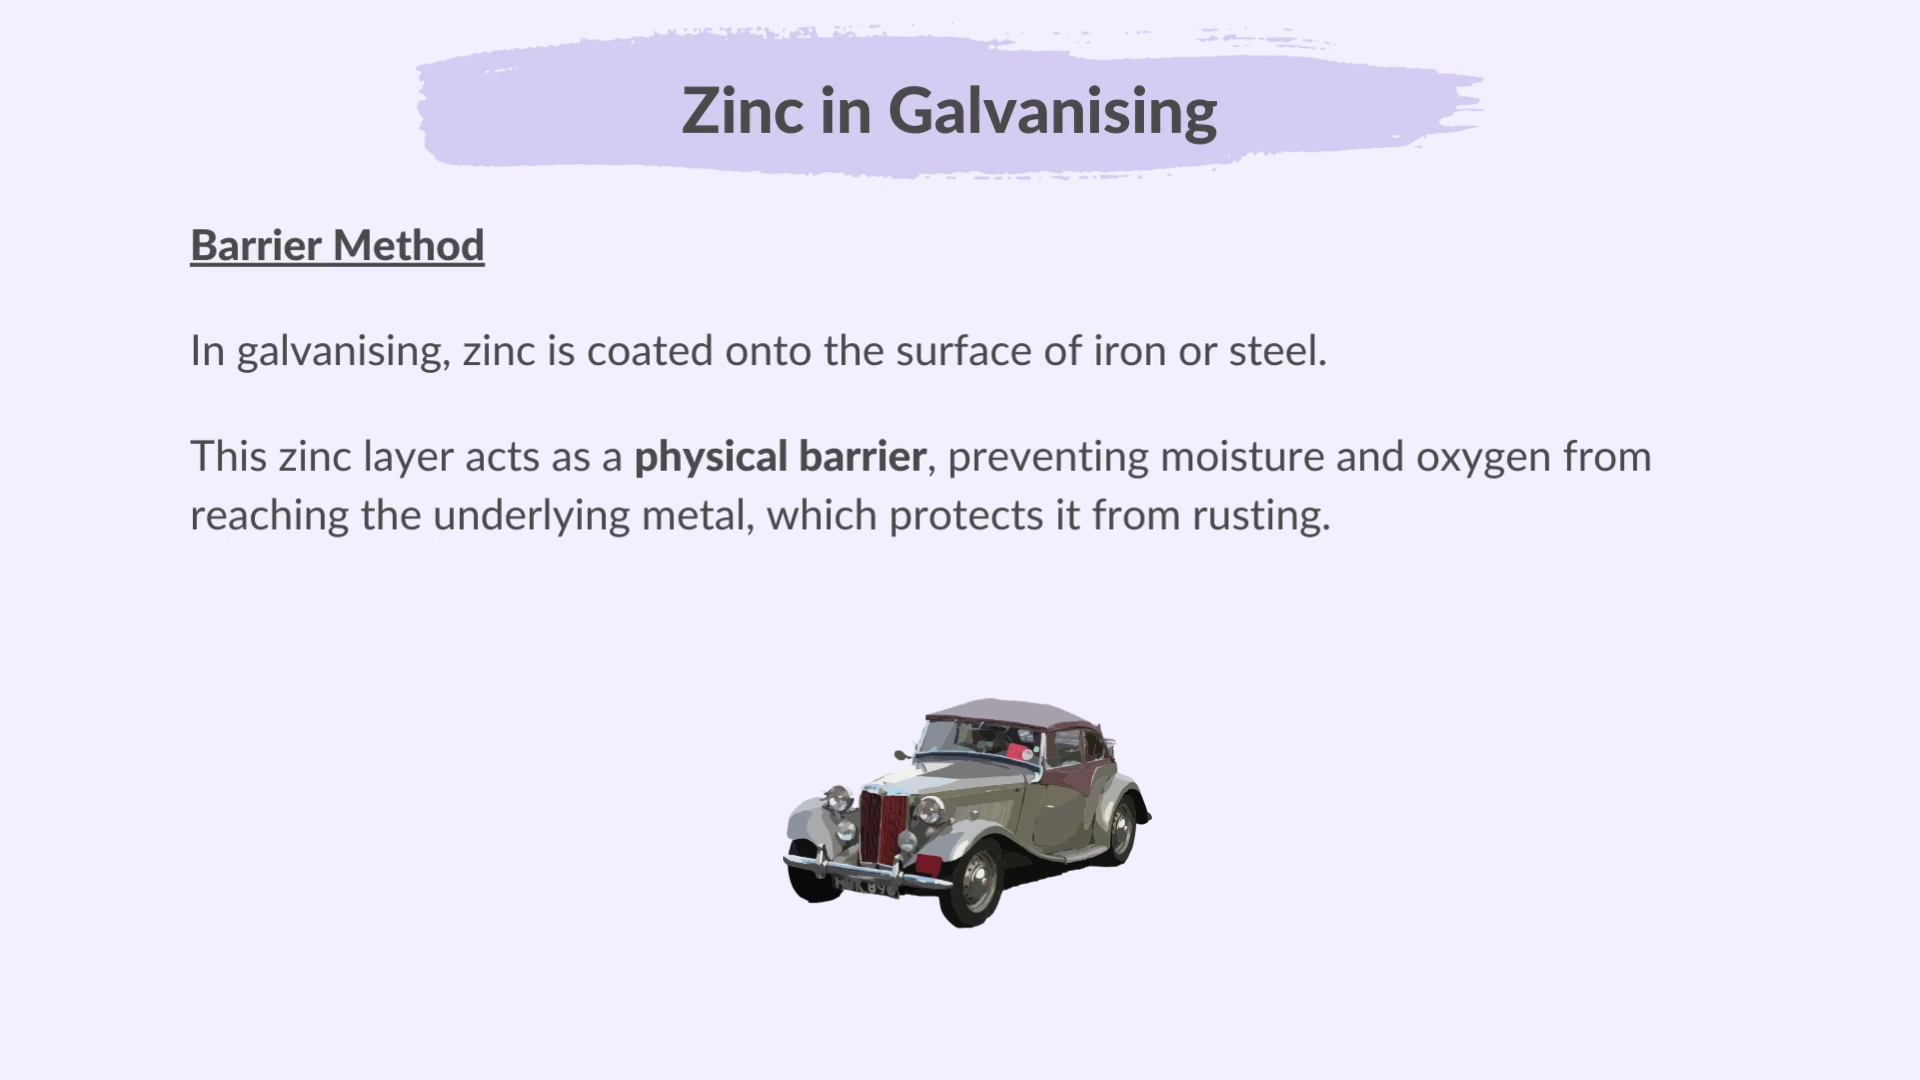 Zinc in Galvanising
Barrier Method
In galvanising, zinc is coated onto the surface of iron or steel.
This zinc layer acts as a physical barrier, preventing moisture and oxygen from
reaching the underlying metal, which protects it from rusting.